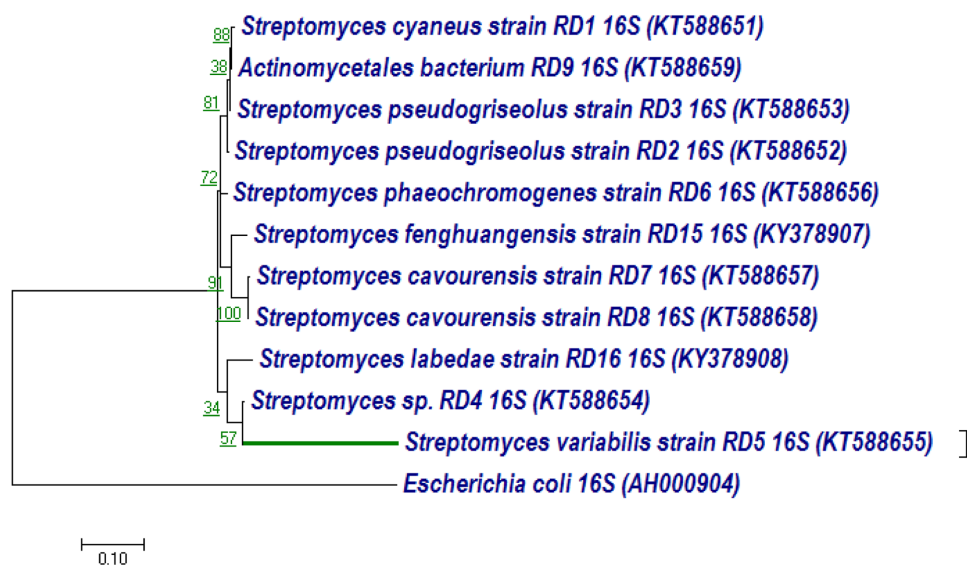 Streptomyces cyaneus strain RD1 16S (KT588651)
88
Actinomycetales bacterium RD9 16S (KT588659)
38
Streptomyces pseudogriseolus strain RD3 16S (KT588653)
81
Streptomyces pseudogriseolus strain RD2 16S (KT588652)
72
Streptomyces phaeochromogenes strain RD6 16S (KT588656)
Streptomyces fenghuangensis strain RD15 16S (KY378907)
91
Streptomyces cavourensis strain RD7 16S (KT588657)
100
Streptomyces cavourensis strain RD8 16S (KT588658)
Streptomyces labedae strain RD16 16S (KY378908)
34
Streptomyces sp. RD4 16S (KT588654)
57
Streptomyces variabilis strain RD5 16S (KT588655)
Escherichia coli 16S (AH000904)
0.10